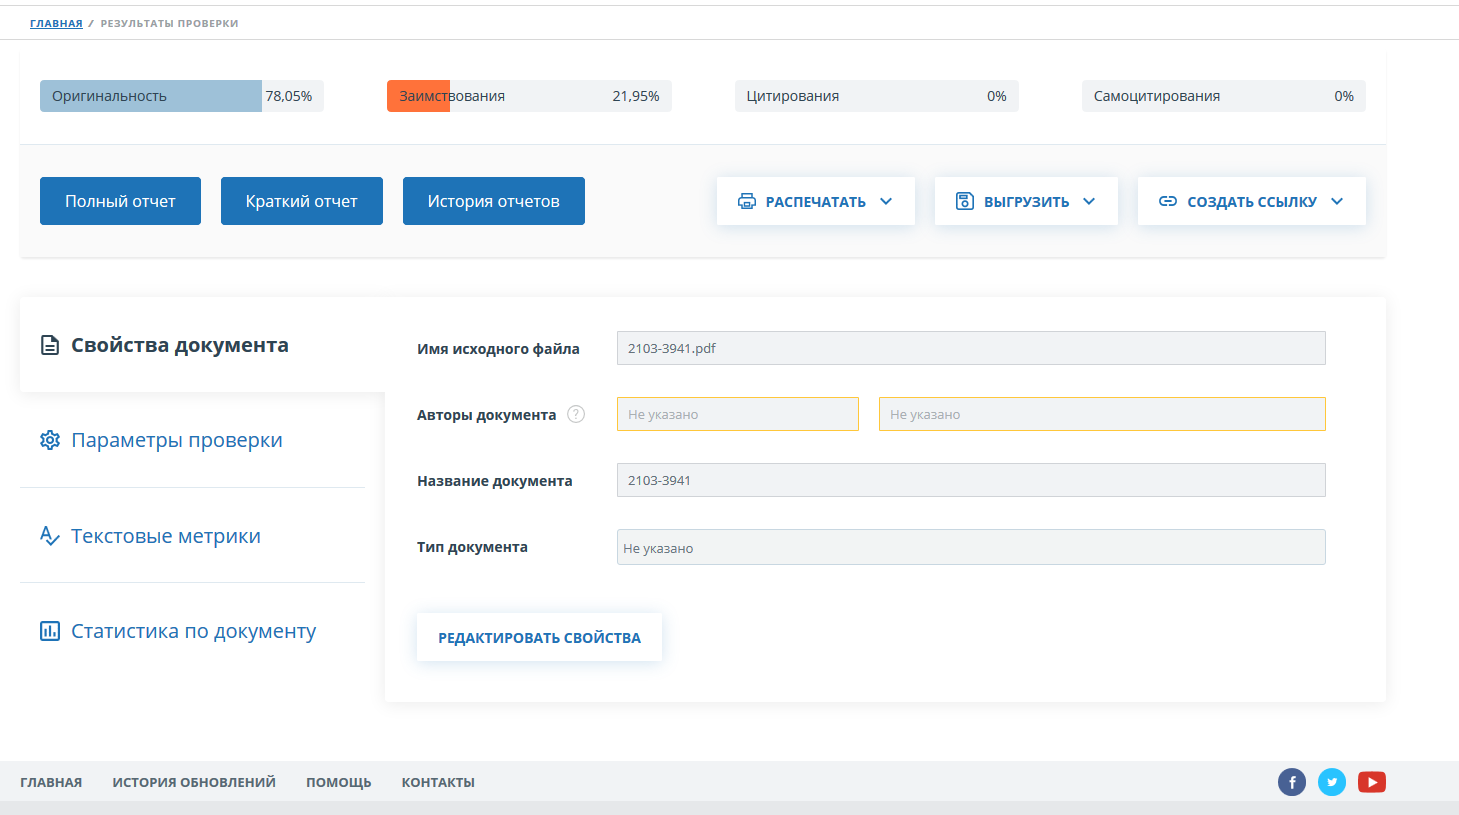 ГЛАВНАЯ / РЕЗУЛЬТАТЫ ПРОВЕРКИ
Оригинальность 78,05% Заимствования 21,95% Цитирования 0% Самоцитирования 0%
Полный отчет Краткий отчет История отчетов РАСПЕЧАТАТЬ ВЫГРУЗИТЬ СОЗДАТЬ ССЫЛКУ
Свойства документа
Параметры проверки
Текстовые метрики
Статистика по документу
Имя исходного файла 2103-3941.pdf
Авторы документа ? Не указано Не указано
Название документа 2103-3941
Тип документа Не указано
РЕДАКТИРОВАТЬ СВОЙСТВА
ГЛАВНАЯ ИСТОРИЯ ОБНОВЛЕНИЙ ПОМОЩЬ КОНТАКТЫ